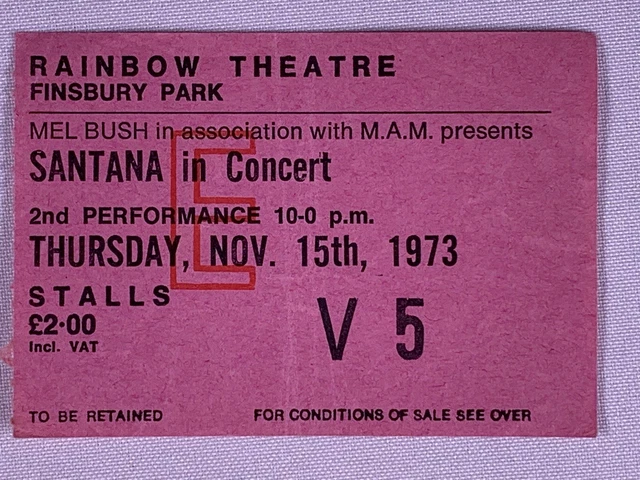 RAINBOW THEATRE
FINSBURY PARK
MEL BUSH in association with M.A.M. presents
SANTANA in Concert
E
2nd PERFORMANCE 10-0 p.m.
THURSDAY, NOV. 15th, 1973
STALLS
£2·00
Incl. VAT
V 5
TO BE RETAINED FOR CONDITIONS OF SALE SEE OVER